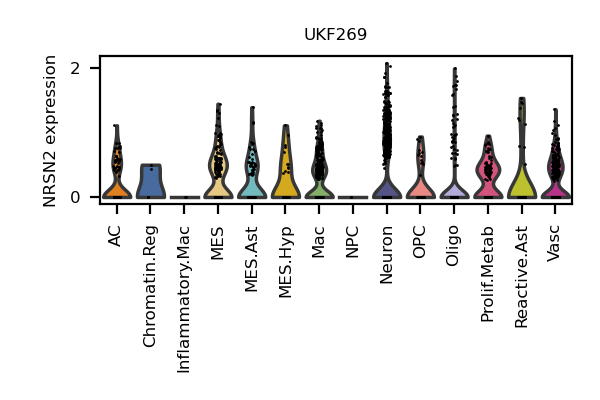 UKF269
NRSN2 expression
2
0
AC
Chromatin.Reg
Inflammatory.Mac
MES
MES.Ast
MES.Hyp
Mac
NPC
Neuron
OPC
Oligo
Prolif.Metab
Reactive.Ast
Vasc